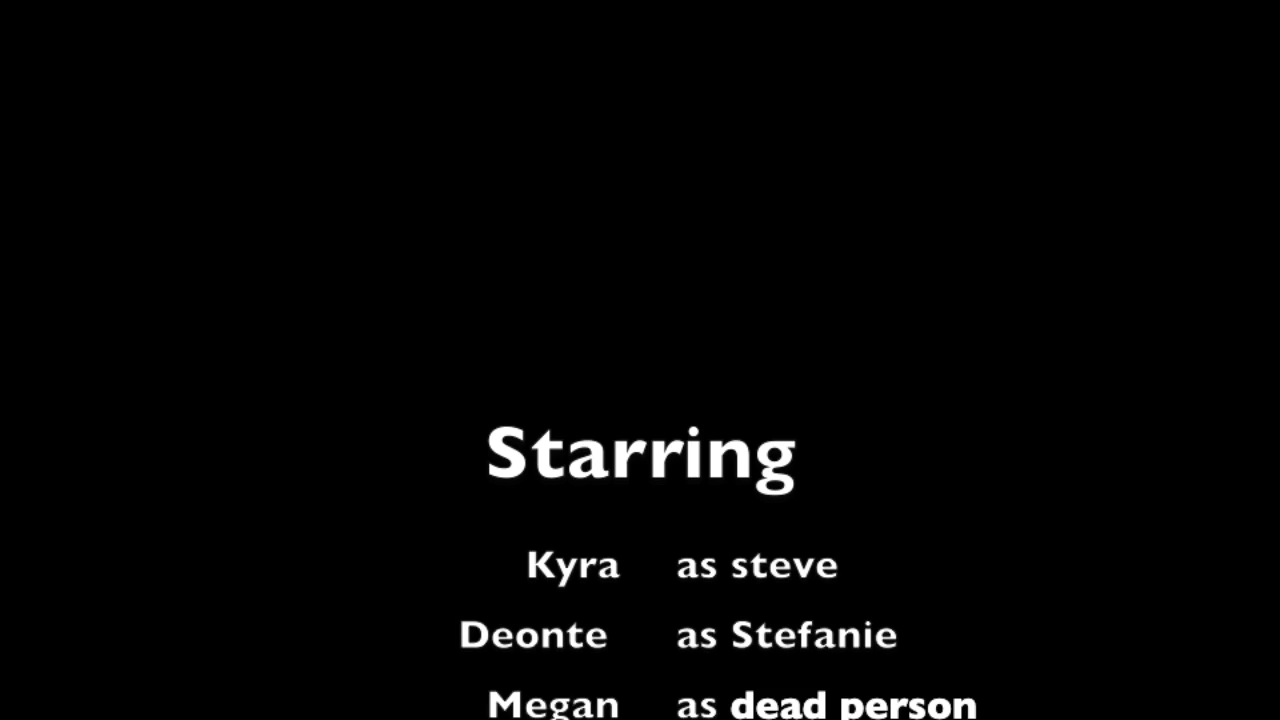 Starring
Kyra as steve
Deonte as Stefanie
Megan as dead person